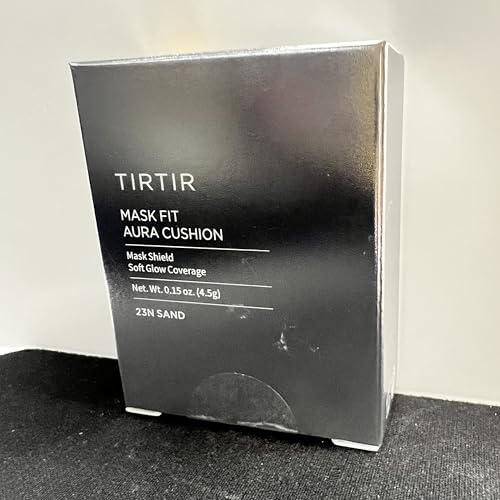 TIRTIR
MASK FIT
AURA CUSHION
Mask Shield
Soft Glow Coverage
Net. Wt. 0.15 oz. (4.5g)
23N SAND